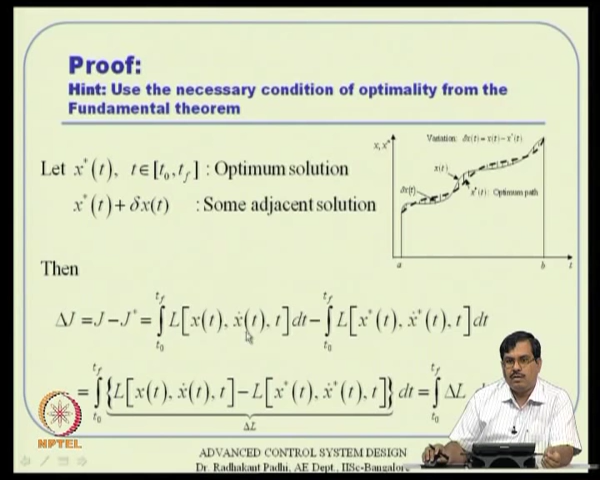 Proof:
Hint: Use the necessary condition of optimality from the
Fundamental theorem
Let x*(t), t∈[t₀, t_f] : Optimum solution
x*(t)+δx(t) : Some adjacent solution
Variation: δx(t)=x(t)−x*(t)
x, x*
x(t)
δx(t)
x*(t): Optimum path
a b t
Then
ΔJ = J−J* = ∫_{t₀}^{t_f} L[x(t), ẋ(t), t]dt − ∫_{t₀}^{t_f} L[x*(t), ẋ*(t), t]dt
= ∫_{t₀}^{t_f} {L[x(t), ẋ(t), t]−L[x*(t), ẋ*(t), t]} dt = ∫_{t₀}^{t_f} ΔL
ΔL
NPTEL
ADVANCED CONTROL SYSTEM DESIGN
Dr. Radhakant Padhi, AE Dept., IISc-Bangalore